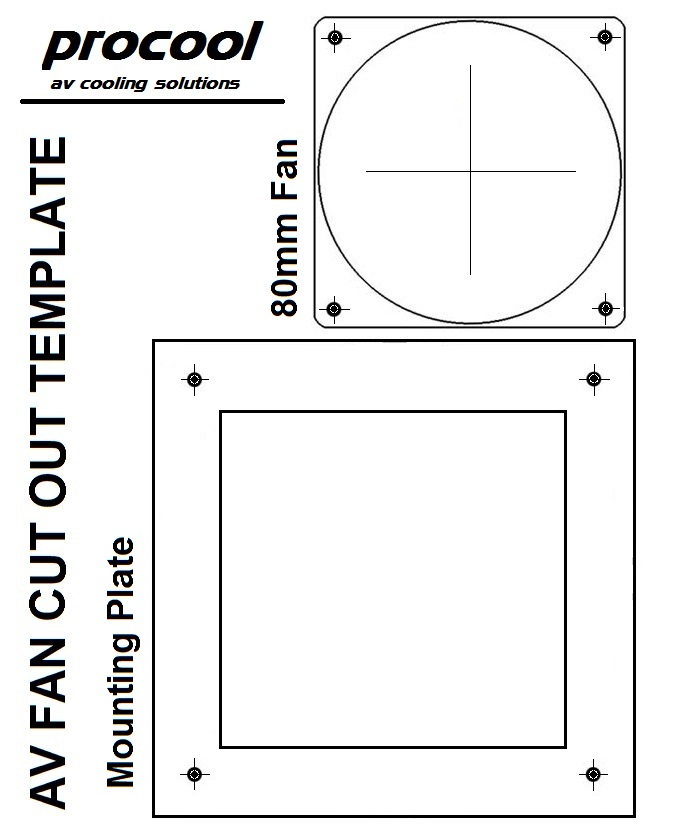 procool
av cooling solutions
AV FAN CUT OUT TEMPLATE
80mm Fan
Mounting Plate